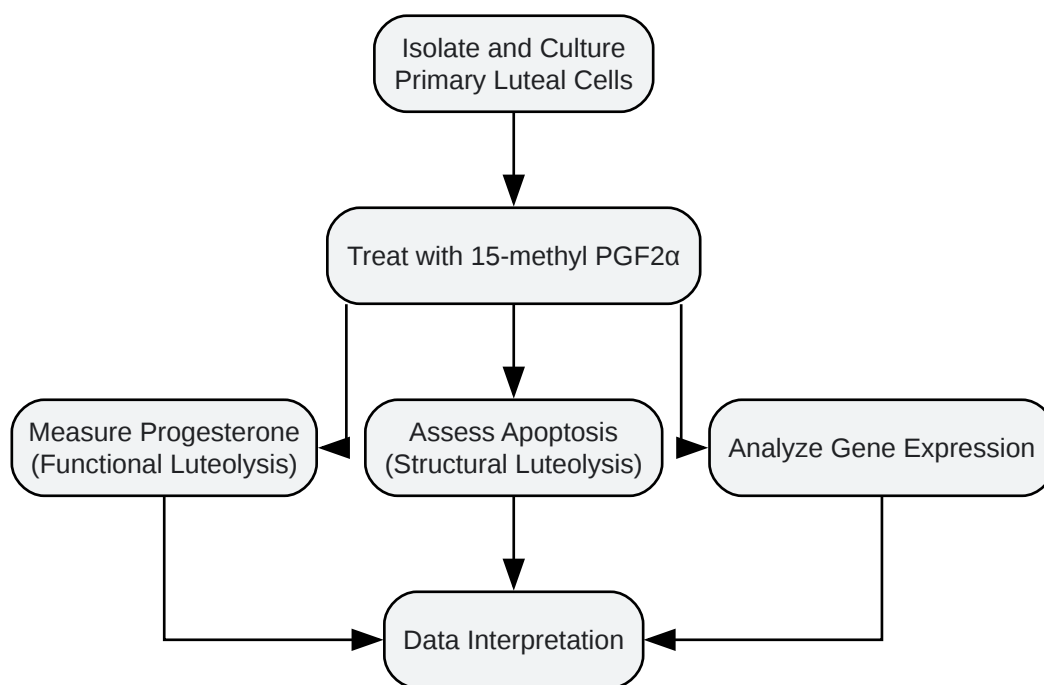 Isolate and Culture
Primary Luteal Cells
Treat with 15-methyl PGF2α
Measure Progesterone
(Functional Luteolysis)
Assess Apoptosis
(Structural Luteolysis)
Analyze Gene Expression
Data Interpretation